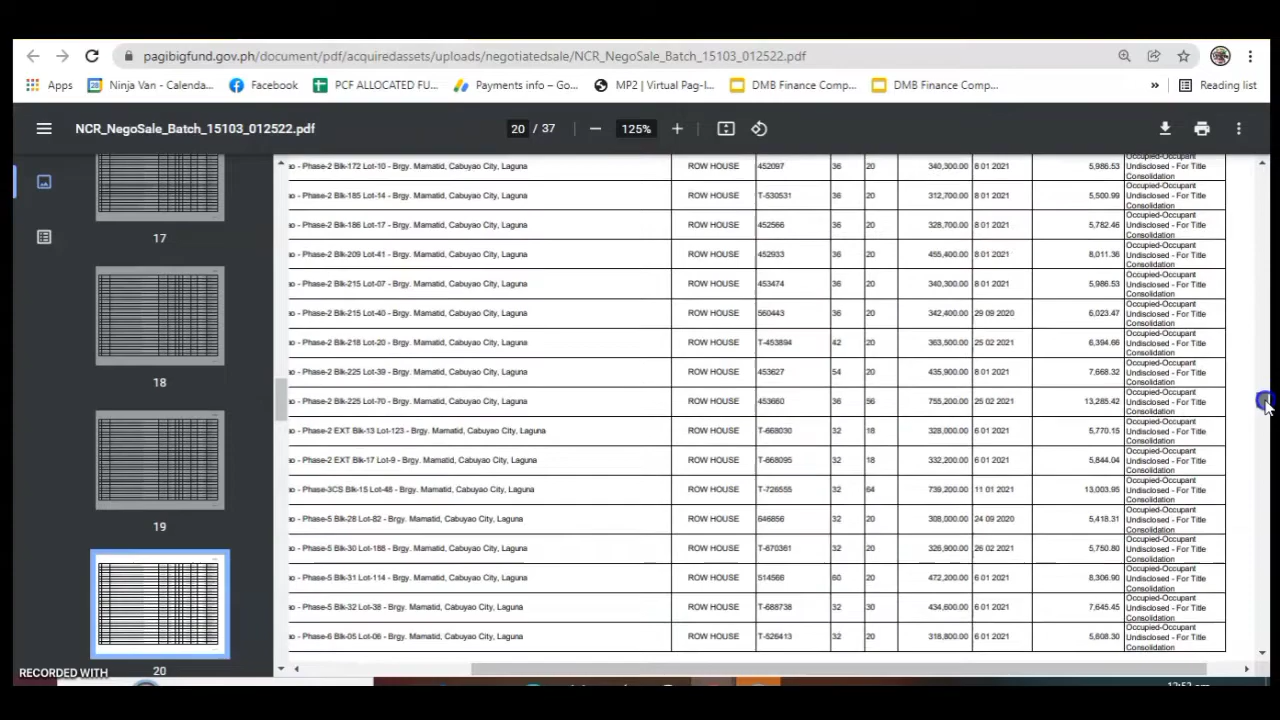 pagibigfund.gov.ph/document/pdf/acquiredassets/uploads/negotiatedsale/NCR_NegoSale_Batch_15103_012522.pdf
Apps Ninja Van - Calenda... Facebook PCF ALLOCATED FU... Payments info – Go... MP2 | Virtual Pag-I... DMB Finance Comp... DMB Finance Comp... » Reading list
NCR_NegoSale_Batch_15103_012522.pdf 20 / 37 − 125% +
17
18
19
20
o - Phase-2 Blk-172 Lot-10 - Brgy. Mamatid, Cabuyao City, Laguna ROW HOUSE 452097 36 20 340,300.00 8 01 2021 5,986.53 Occupied-Occupant Undisclosed - For Title Consolidation
o - Phase-2 Blk-185 Lot-14 - Brgy. Mamatid, Cabuyao City, Laguna ROW HOUSE T-530531 36 20 312,700.00 8 01 2021 5,500.99 Occupied-Occupant Undisclosed - For Title Consolidation
o - Phase-2 Blk-186 Lot-17 - Brgy. Mamatid, Cabuyao City, Laguna ROW HOUSE 452566 36 20 328,700.00 8 01 2021 5,782.46 Occupied-Occupant Undisclosed - For Title Consolidation
o - Phase-2 Blk-209 Lot-41 - Brgy. Mamatid, Cabuyao City, Laguna ROW HOUSE 452933 36 20 455,400.00 8 01 2021 8,011.36 Occupied-Occupant Undisclosed - For Title Consolidation
o - Phase-2 Blk-215 Lot-07 - Brgy. Mamatid, Cabuyao City, Laguna ROW HOUSE 453474 36 20 340,300.00 8 01 2021 5,986.53 Occupied-Occupant Undisclosed - For Title Consolidation
o - Phase-2 Blk-215 Lot-40 - Brgy. Mamatid, Cabuyao City, Laguna ROW HOUSE 560443 36 20 342,400.00 29 09 2020 6,023.47 Occupied-Occupant Undisclosed - For Title Consolidation
o - Phase-2 Blk-218 Lot-20 - Brgy. Mamatid, Cabuyao City, Laguna ROW HOUSE T-453894 42 20 363,500.00 25 02 2021 6,394.66 Occupied-Occupant Undisclosed - For Title Consolidation
o - Phase-2 Blk-225 Lot-39 - Brgy. Mamatid, Cabuyao City, Laguna ROW HOUSE 453627 54 20 435,900.00 8 01 2021 7,668.32 Occupied-Occupant Undisclosed - For Title Consolidation
o - Phase-2 Blk-225 Lot-70 - Brgy. Mamatid, Cabuyao City, Laguna ROW HOUSE 453660 36 56 755,200.00 25 02 2021 13,285.42 Occupied-Occupant Undisclosed - For Title Consolidation
o - Phase-2 EXT Blk-13 Lot-123 - Brgy. Mamatid, Cabuyao City, Laguna ROW HOUSE T-668030 32 18 328,000.00 6 01 2021 5,770.15 Occupied-Occupant Undisclosed - For Title Consolidation
o - Phase-2 EXT Blk-17 Lot-9 - Brgy. Mamatid, Cabuyao City, Laguna ROW HOUSE T-668095 32 18 332,200.00 6 01 2021 5,844.04 Occupied-Occupant Undisclosed - For Title Consolidation
o - Phase-3CS Blk-15 Lot-48 - Brgy. Mamatid, Cabuyao City, Laguna ROW HOUSE T-726555 32 64 739,200.00 11 01 2021 13,003.95 Occupied-Occupant Undisclosed - For Title Consolidation
o - Phase-5 Blk-28 Lot-82 - Brgy. Mamatid, Cabuyao City, Laguna ROW HOUSE 646856 32 20 308,000.00 24 09 2020 5,418.31 Occupied-Occupant Undisclosed - For Title Consolidation
o - Phase-5 Blk-30 Lot-188 - Brgy. Mamatid, Cabuyao City, Laguna ROW HOUSE T-670361 32 20 326,900.00 26 02 2021 5,750.80 Occupied-Occupant Undisclosed - For Title Consolidation
o - Phase-5 Blk-31 Lot-114 - Brgy. Mamatid, Cabuyao City, Laguna ROW HOUSE 514566 60 20 472,200.00 6 01 2021 8,306.90 Occupied-Occupant Undisclosed - For Title Consolidation
o - Phase-5 Blk-32 Lot-38 - Brgy. Mamatid, Cabuyao City, Laguna ROW HOUSE T-688738 32 30 434,600.00 6 01 2021 7,645.45 Occupied-Occupant Undisclosed - For Title Consolidation
o - Phase-6 Blk-05 Lot-06 - Brgy. Mamatid, Cabuyao City, Laguna ROW HOUSE T-526413 32 20 318,800.00 6 01 2021 5,608.30 Occupied-Occupant Undisclosed - For Title Consolidation
RECORDED WITH